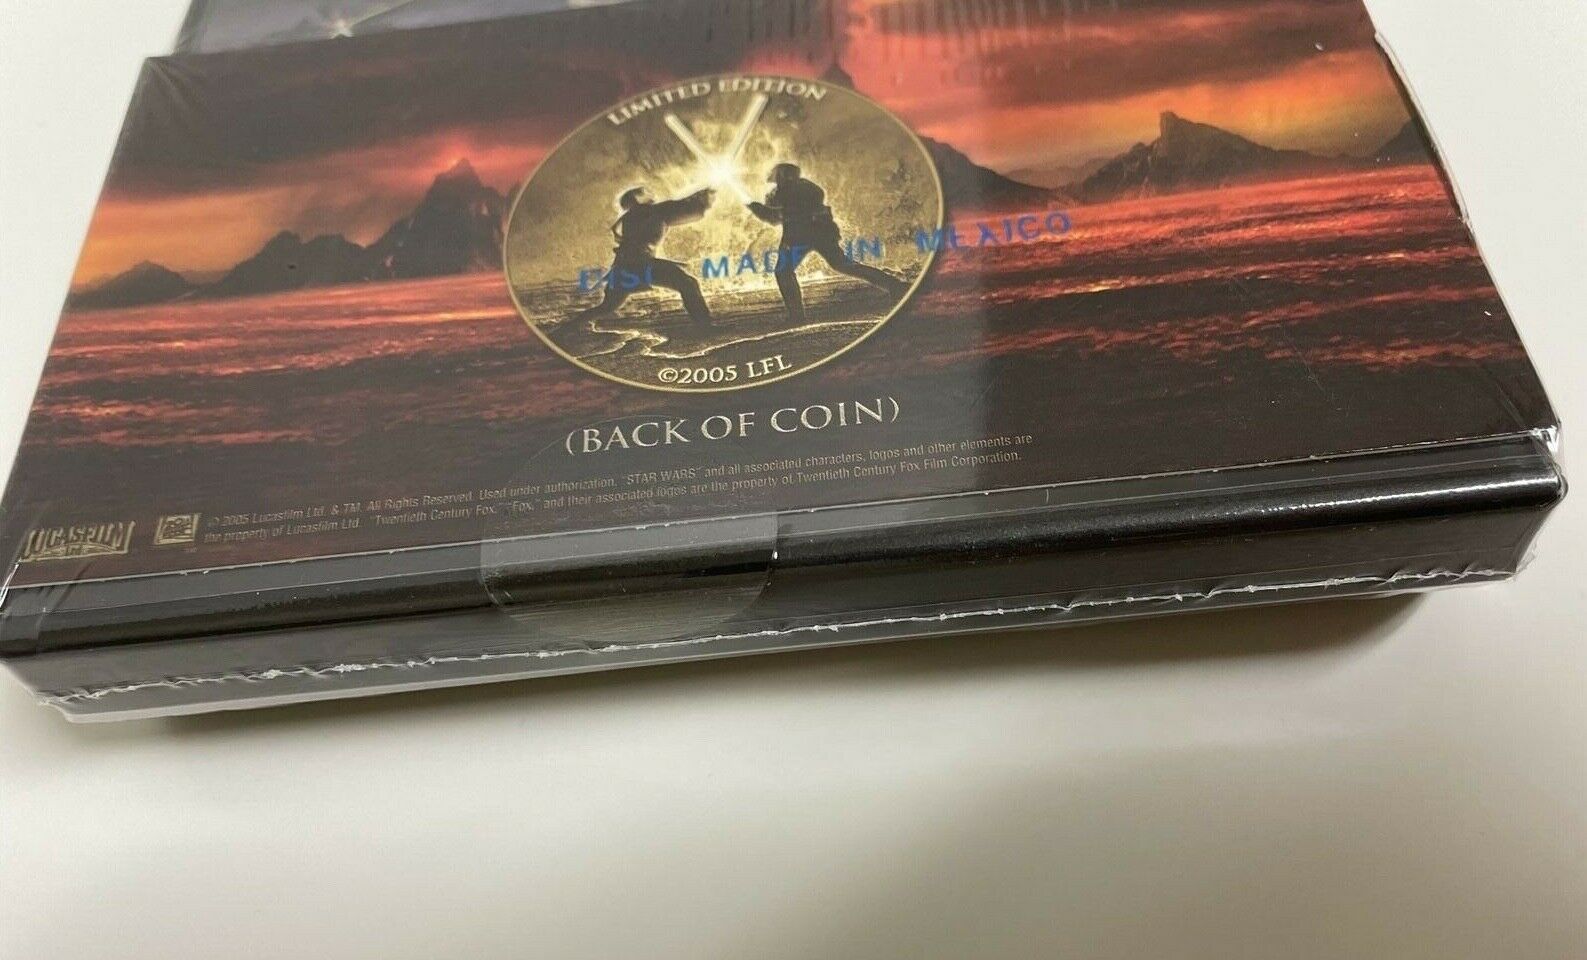 LIMITED EDITION
DISC MADE IN MEXICO
©2005 LFL
(BACK OF COIN)
© 2005 Lucasfilm Ltd. & TM. All Rights Reserved. Used under authorization. "STAR WARS" and all associated characters, logos and other elements are
the property of Lucasfilm Ltd. "Twentieth Century Fox," "Fox," and their associated logos are the property of Twentieth Century Fox Film Corporation.
LUCASFILM
Ltd